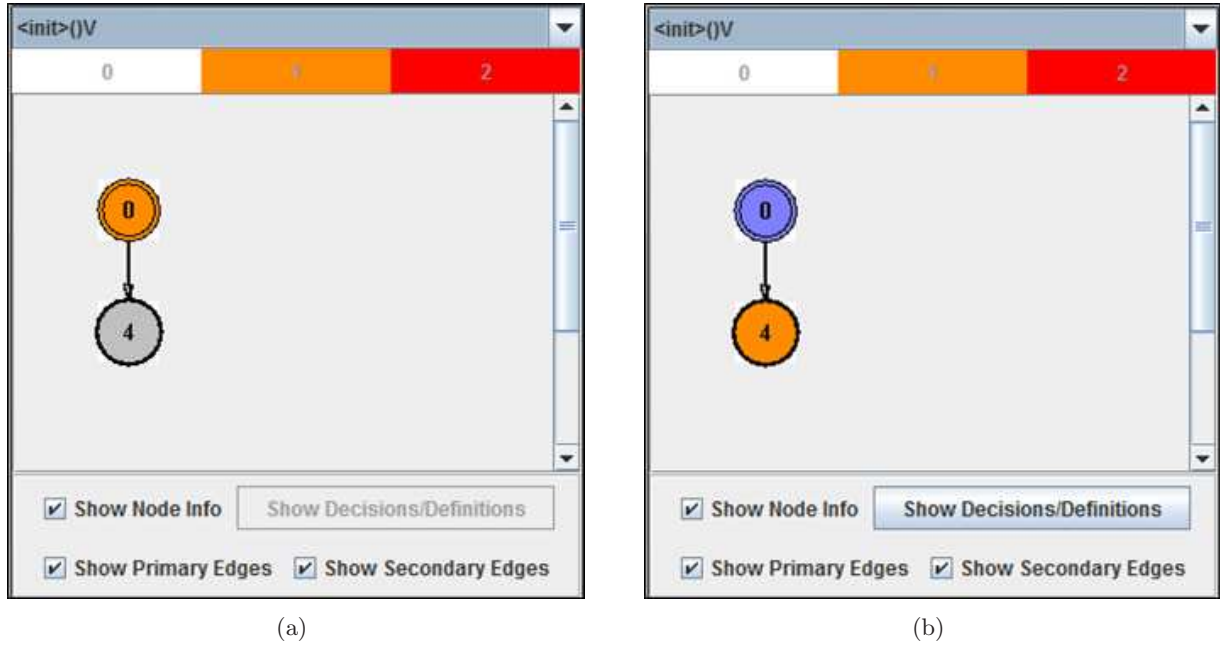 <init>()V
0 1 2
0
4
Show Node Info Show Decisions/Definitions
Show Primary Edges Show Secondary Edges
(a)
<init>()V
0 1 2
0
4
Show Node Info Show Decisions/Definitions
Show Primary Edges Show Secondary Edges
(b)